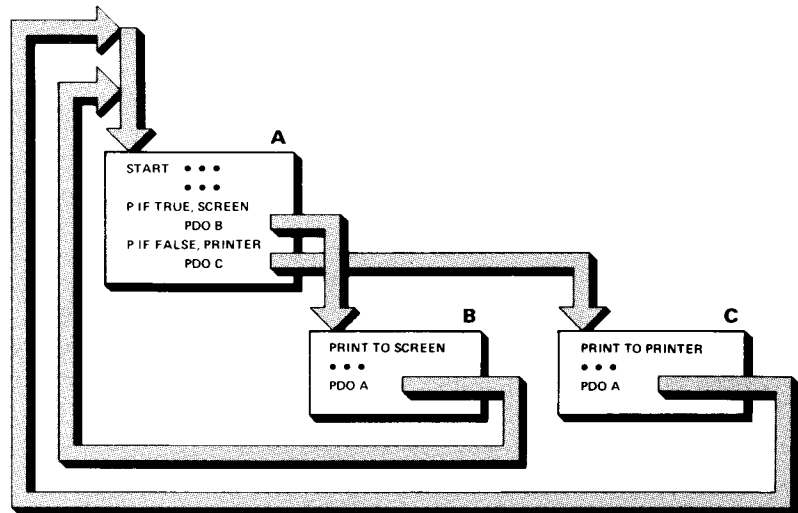 A
START • • •
• • •
P IF TRUE, SCREEN
PDO B
P IF FALSE, PRINTER
PDO C
B
PRINT TO SCREEN
• • •
PDO A
C
PRINT TO PRINTER
• • •
PDO A